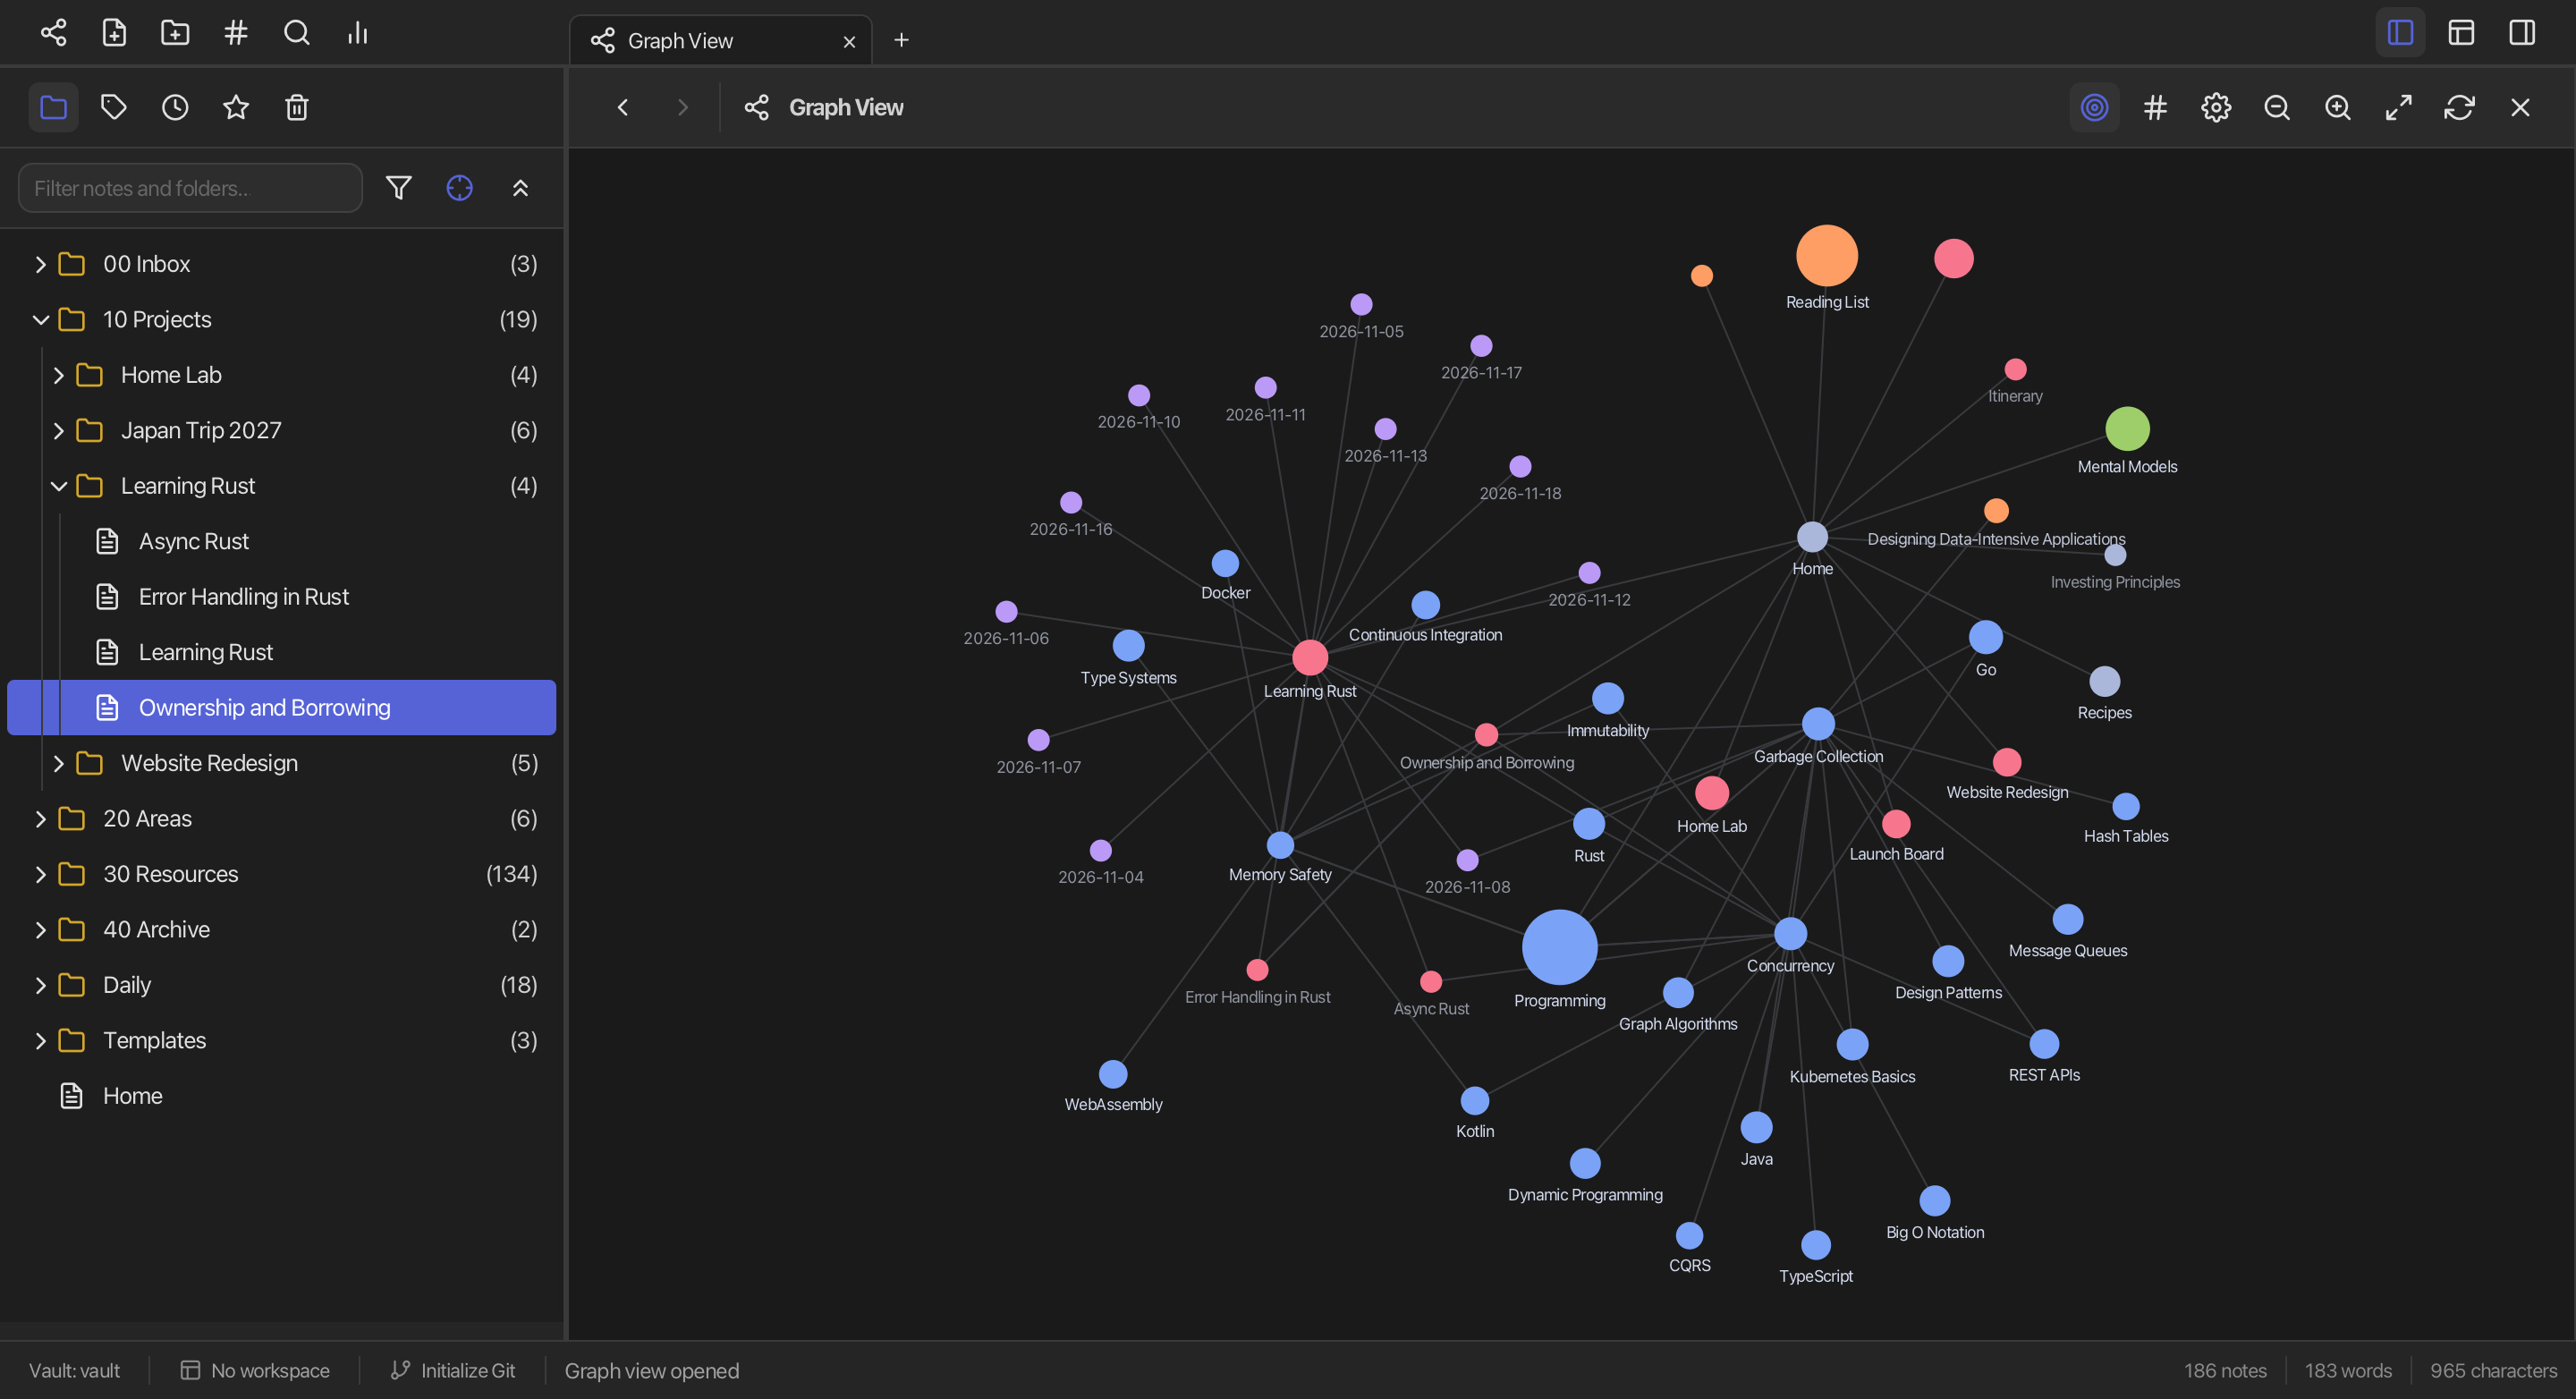 Graph View
Graph View
Filter notes and folders...
00 Inbox (3)
10 Projects (19)
Home Lab (4)
Japan Trip 2027 (6)
Learning Rust (4)
Async Rust
Error Handling in Rust
Learning Rust
Ownership and Borrowing
Website Redesign (5)
20 Areas (6)
30 Resources (134)
40 Archive (2)
Daily (18)
Templates (3)
Home
Reading List
2026-11-05
2026-11-17
Itinerary
2026-11-10
2026-11-11
2026-11-13
Mental Models
2026-11-18
2026-11-16
Designing Data-Intensive Applications
Home
Investing Principles
Docker
2026-11-12
2026-11-06
Continuous Integration
Type Systems
Go
Learning Rust
Recipes
Immutability
Garbage Collection
Ownership and Borrowing
2026-11-07
Website Redesign
Home Lab
Hash Tables
Rust
Launch Board
Memory Safety
2026-11-04
2026-11-08
Message Queues
Concurrency
Design Patterns
Error Handling in Rust
Programming
Async Rust
Graph Algorithms
Kubernetes Basics
REST APIs
WebAssembly
Kotlin
Java
Dynamic Programming
Big O Notation
CQRS
TypeScript
Vault: vault
No workspace
Initialize Git
Graph view opened
186 notes
183 words
965 characters